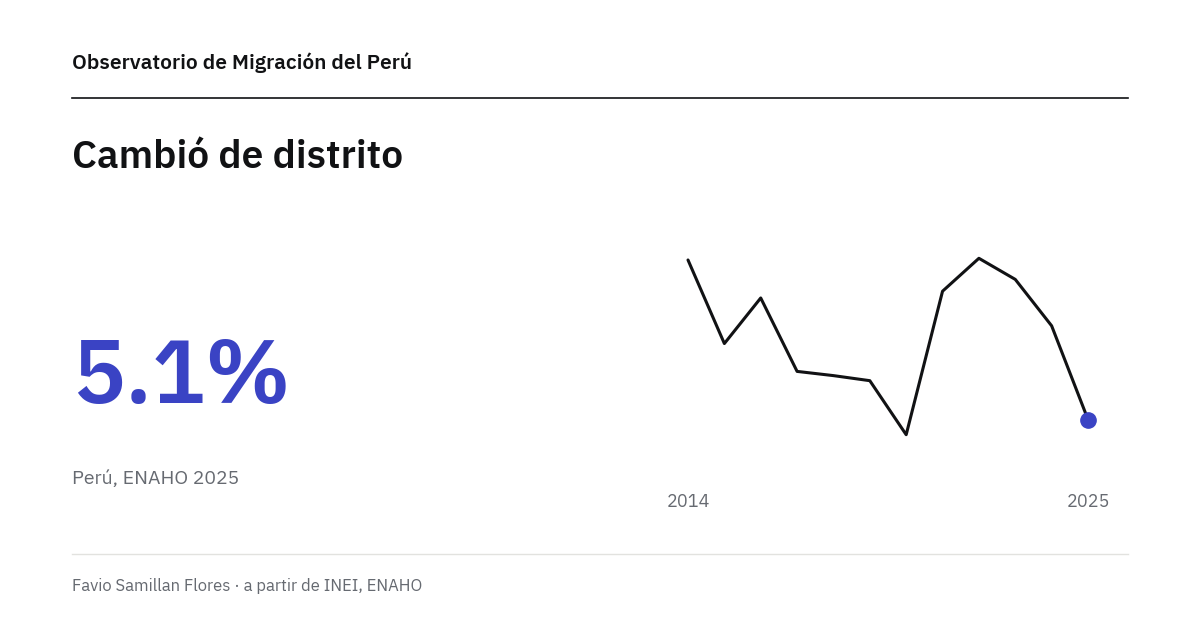 Observatorio de Migración del Perú
Cambió de distrito
5.1%
Perú, ENAHO 2025
2014
2025
Favio Samillan Flores · a partir de INEI, ENAHO